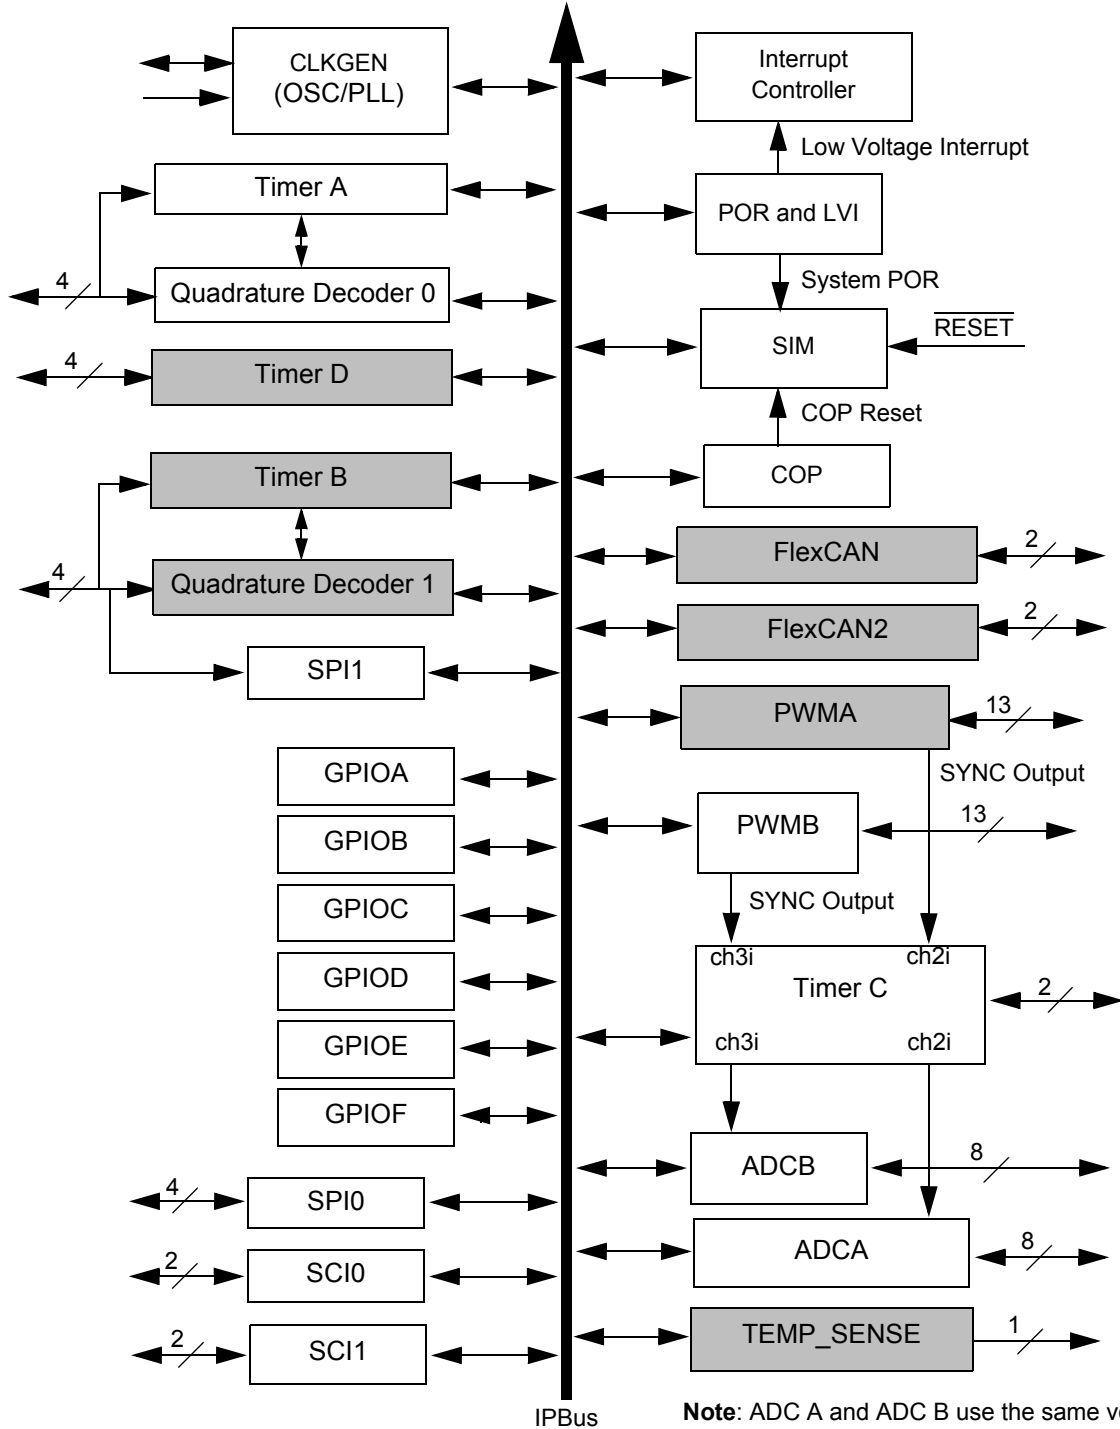 CLKGEN
(OSC/PLL)
Timer A
4
Quadrature Decoder 0
4
Timer D
Timer B
4
Quadrature Decoder 1
SPI1
GPIOA
GPIOB
GPIOC
GPIOD
GPIOE
GPIOF
4
SPI0
2
SCI0
2
SCI1
IPBus
Interrupt
Controller
Low Voltage Interrupt
POR and LVI
System POR
RESET
SIM
COP Reset
COP
FlexCAN
2
FlexCAN2
2
PWMA
13
SYNC Output
PWMB
13
SYNC Output
ch3i
ch2i
Timer C
2
ch3i
ch2i
ADCB
8
ADCA
8
TEMP_SENSE
1
Note: ADC A and ADC B use the same